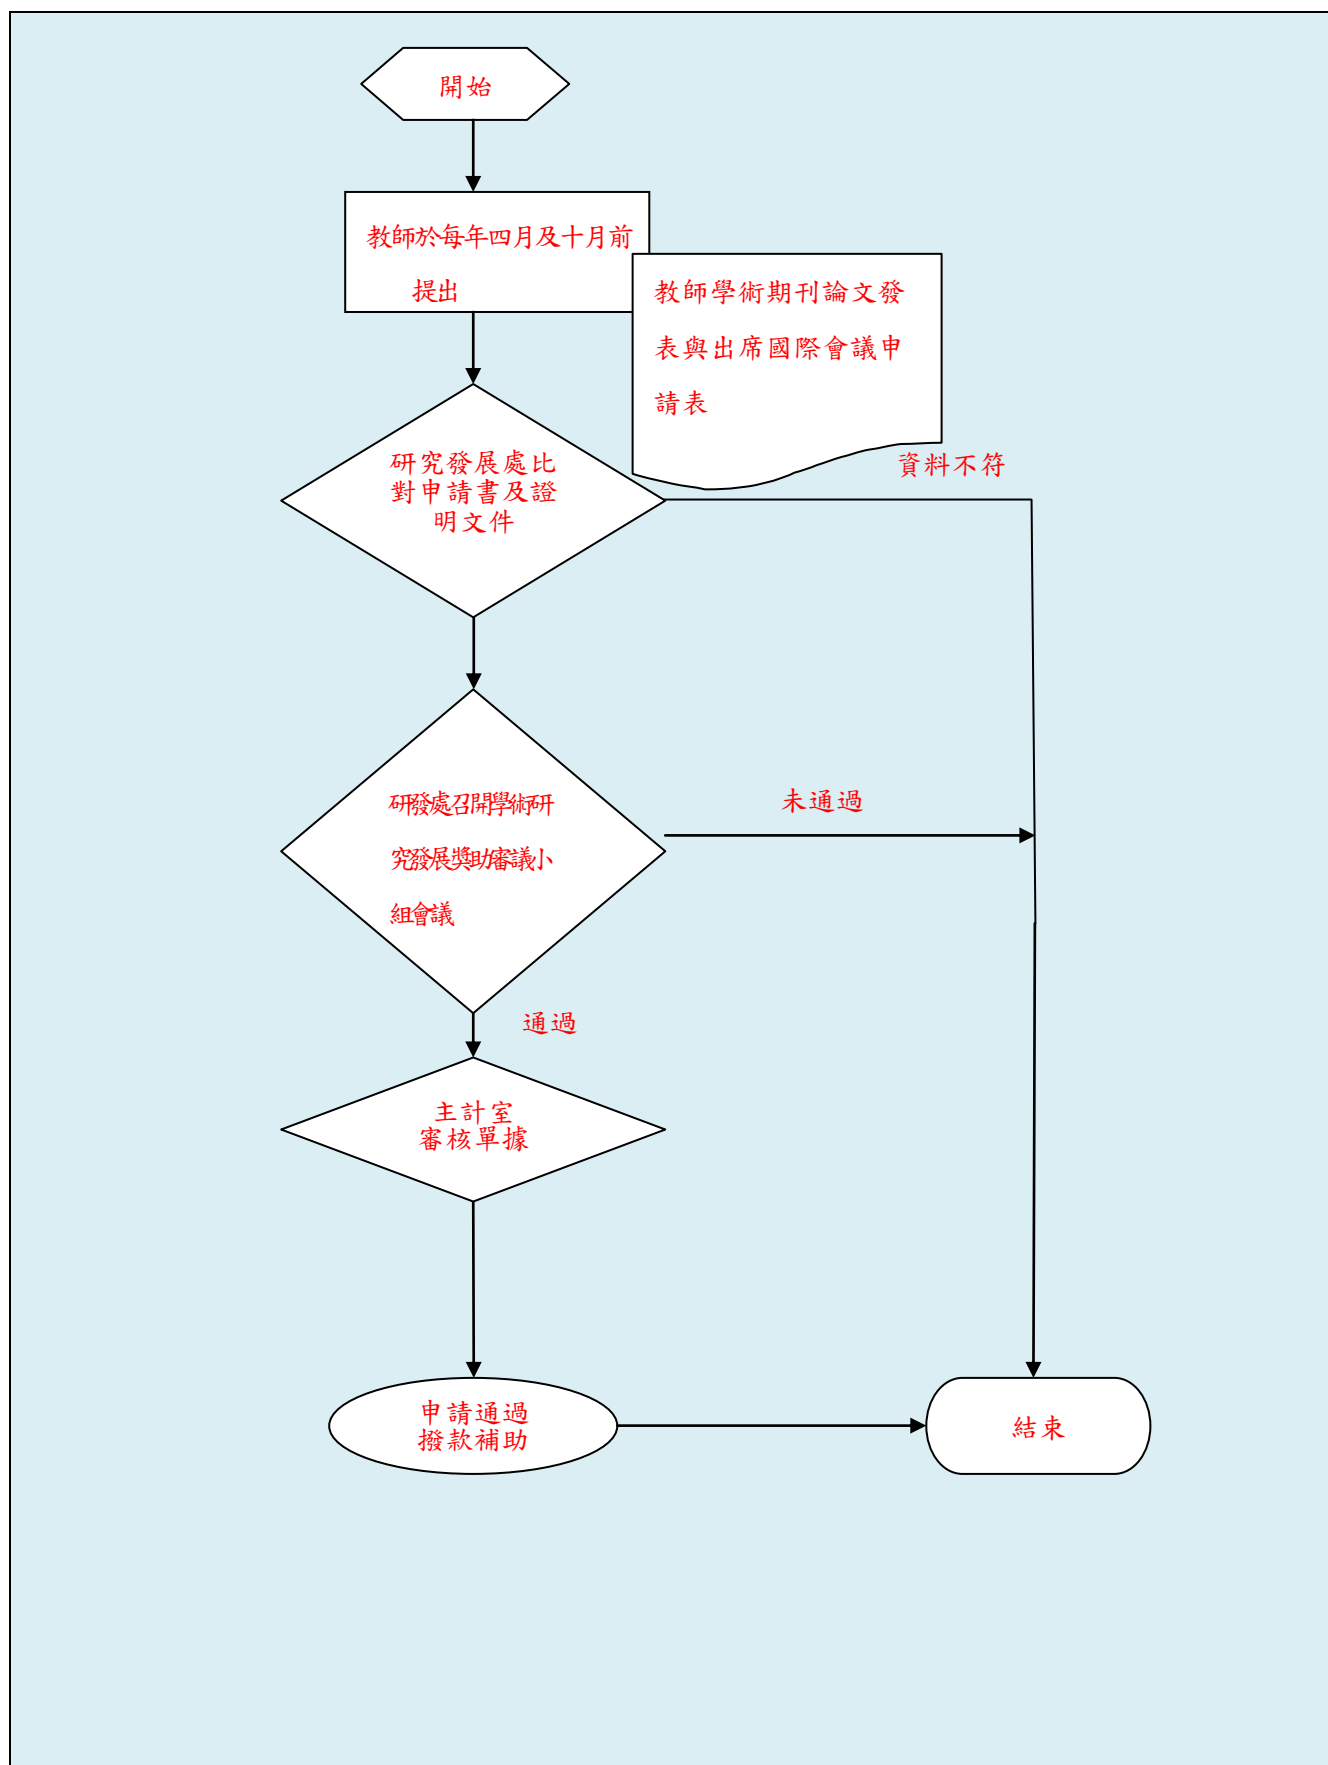 開始
教師於每年四月及十月前
提出
教師學術期刊論文發
表與出席國際會議申
請表
研究發展處比
對申請書及證
明文件
資料不符
研發處召開學術研
究發展獎助審議小
組會議
未通過
通過
主計室
審核單據
申請通過
撥款補助
結束